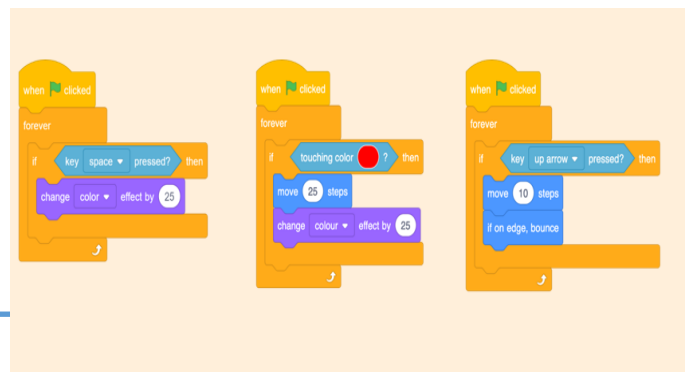 when clicked
forever
if key space pressed? then
change color effect by 25
when clicked
forever
if touching color ? then
move 25 steps
change colour effect by 25
when clicked
forever
if key up arrow pressed? then
move 10 steps
if on edge, bounce